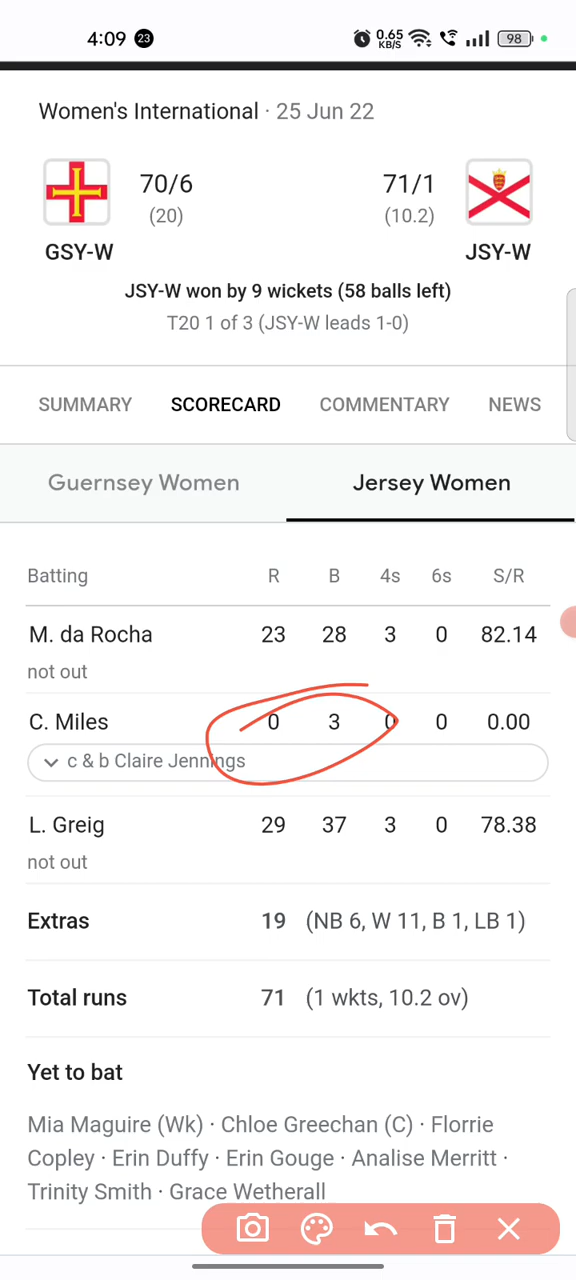 4:09 23 0.65 KB/S 98
Women's International · 25 Jun 22
70/6 71/1
(20) (10.2)
GSY-W JSY-W
JSY-W won by 9 wickets (58 balls left)
T20 1 of 3 (JSY-W leads 1-0)
SUMMARY SCORECARD COMMENTARY NEWS
Guernsey Women Jersey Women
Batting R B 4s 6s S/R
M. da Rocha 23 28 3 0 82.14
not out
C. Miles 0 3 0 0 0.00
c & b Claire Jennings
L. Greig 29 37 3 0 78.38
not out
Extras 19 (NB 6, W 11, B 1, LB 1)
Total runs 71 (1 wkts, 10.2 ov)
Yet to bat
Mia Maguire (Wk) · Chloe Greechan (C) · Florrie
Copley · Erin Duffy · Erin Gouge · Analise Merritt ·
Trinity Smith · Grace Wetherall